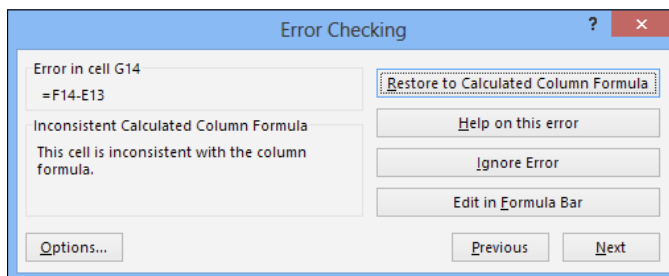 Error Checking
?
Error in cell G14
=F14-E13
Inconsistent Calculated Column Formula
This cell is inconsistent with the column
formula.
Restore to Calculated Column Formula
Help on this error
Ignore Error
Edit in Formula Bar
Options...
Previous
Next